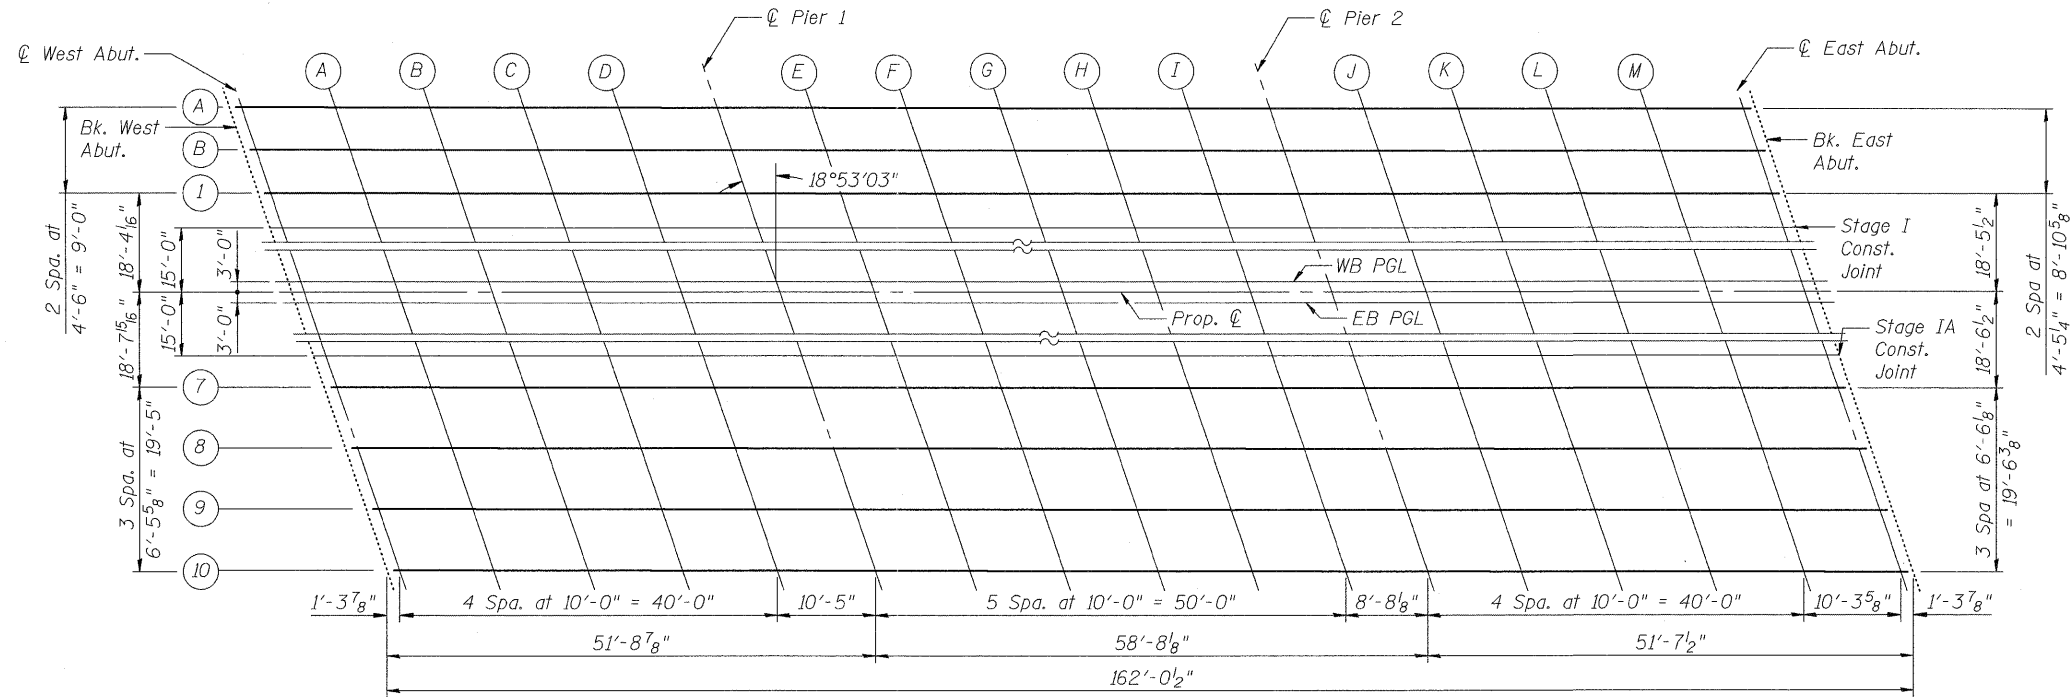 ℄ Pier 1
℄ Pier 2
℄ West Abut.
℄ East Abut.
A B C D E F G H I J K L M
A
Bk. West
Abut.
B
1
2 Spa. at
4'-6" = 9'-0"
18'-4 1/16"
15'-0"
3'-0"
18'-7 15/16"
15'-0"
3'-0"
7
8
9
10
3 Spa. at
6'-5 5/8" = 19'-5"
18°53'03"
WB PGL
Prop. ℄
EB PGL
Bk. East
Abut.
Stage I
Const.
Joint
Stage IA
Const.
Joint
18'-5 1/2"
18'-6 1/2"
2 Spa at
4'-5 1/4" = 8'-10 5/8"
3 Spa at 6'-6 1/8"
= 19'-6 3/8"
1'-3 7/8"
4 Spa. at 10'-0" = 40'-0"
10'-5"
5 Spa. at 10'-0" = 50'-0"
8'-8 1/8"
4 Spa. at 10'-0" = 40'-0"
10'-3 5/8"
1'-3 7/8"
51'-8 7/8"
58'-8 1/8"
51'-7 1/2"
162'-0 1/2"